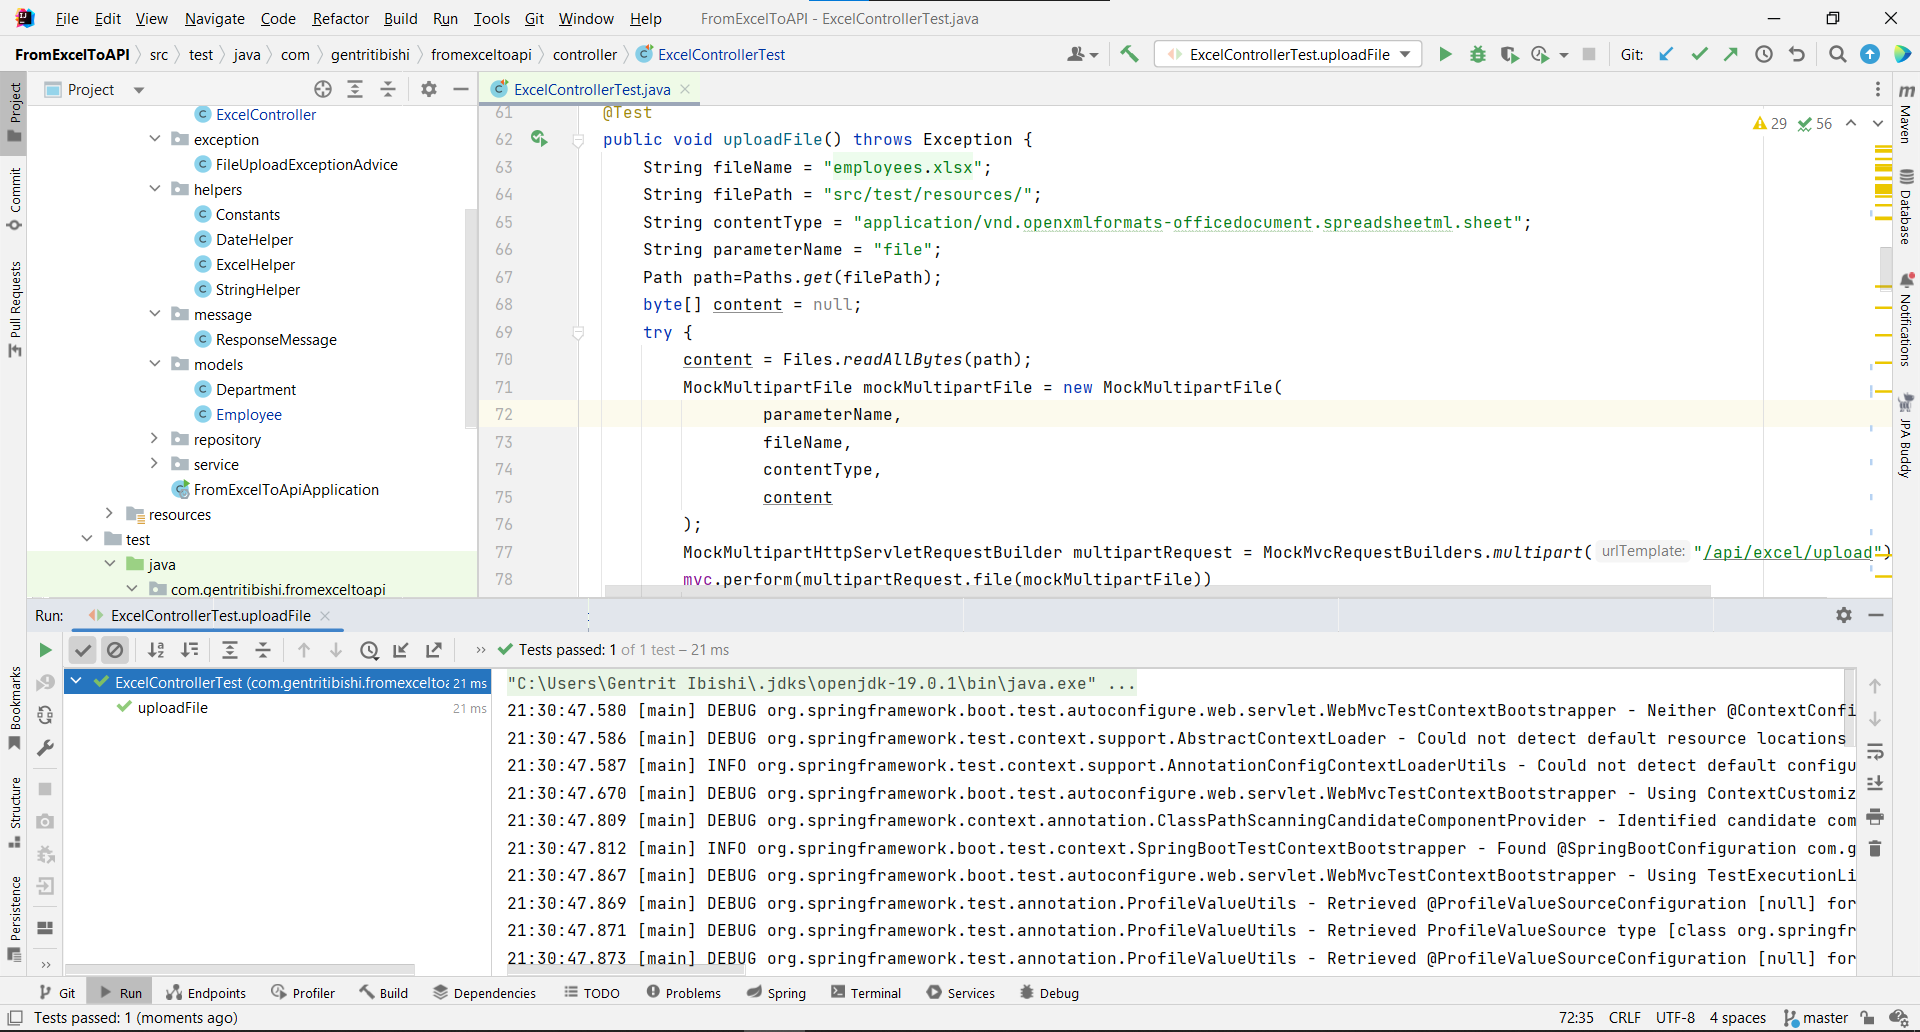 File Edit View Navigate Code Refactor Build Run Tools Git Window Help FromExcelToAPI - ExcelControllerTest.java
FromExcelToAPI src test java com gentritibishi fromexceltoapi controller ExcelControllerTest ExcelControllerTest.uploadFile Git:
Project
ExcelControllerTest.java
Project
Commit
Pull Requests
Bookmarks
Structure
Persistence
ExcelController
exception
FileUploadExceptionAdvice
helpers
Constants
DateHelper
ExcelHelper
StringHelper
message
ResponseMessage
models
Department
Employee
repository
service
FromExcelToApiApplication
resources
test
java
com.gentritibishi.fromexceltoapi
29 56
61 @Test
62 public void uploadFile() throws Exception {
63 String fileName = "employees.xlsx";
64 String filePath = "src/test/resources/";
65 String contentType = "application/vnd.openxmlformats-officedocument.spreadsheetml.sheet";
66 String parameterName = "file";
67 Path path=Paths.get(filePath);
68 byte[] content = null;
69 try {
70 content = Files.readAllBytes(path);
71 MockMultipartFile mockMultipartFile = new MockMultipartFile(
72 parameterName,
73 fileName,
74 contentType,
75 content
76 );
77 MockMultipartHttpServletRequestBuilder multipartRequest = MockMvcRequestBuilders.multipart( urlTemplate: "/api/excel/upload")
78 mvc.perform(multipartRequest.file(mockMultipartFile))
Maven
Database
Notifications
JPA Buddy
Run: ExcelControllerTest.uploadFile
Tests passed: 1 of 1 test – 21 ms
ExcelControllerTest (com.gentritibishi.fromexceltoa 21 ms
uploadFile 21 ms
"C:\Users\Gentrit Ibishi\.jdks\openjdk-19.0.1\bin\java.exe" ...
21:30:47.580 [main] DEBUG org.springframework.boot.test.autoconfigure.web.servlet.WebMvcTestContextBootstrapper - Neither @ContextConfi
21:30:47.586 [main] DEBUG org.springframework.test.context.support.AbstractContextLoader - Could not detect default resource locations
21:30:47.587 [main] INFO org.springframework.test.context.support.AnnotationConfigContextLoaderUtils - Could not detect default configu
21:30:47.670 [main] DEBUG org.springframework.boot.test.autoconfigure.web.servlet.WebMvcTestContextBootstrapper - Using ContextCustomiz
21:30:47.809 [main] DEBUG org.springframework.context.annotation.ClassPathScanningCandidateComponentProvider - Identified candidate com
21:30:47.812 [main] INFO org.springframework.boot.test.context.SpringBootTestContextBootstrapper - Found @SpringBootConfiguration com.g
21:30:47.867 [main] DEBUG org.springframework.boot.test.autoconfigure.web.servlet.WebMvcTestContextBootstrapper - Using TestExecutionLi
21:30:47.869 [main] DEBUG org.springframework.test.annotation.ProfileValueUtils - Retrieved @ProfileValueSourceConfiguration [null] for
21:30:47.871 [main] DEBUG org.springframework.test.annotation.ProfileValueUtils - Retrieved ProfileValueSource type [class org.springfr
21:30:47.873 [main] DEBUG org.springframework.test.annotation.ProfileValueUtils - Retrieved @ProfileValueSourceConfiguration [null] for
Git Run Endpoints Profiler Build Dependencies TODO Problems Spring Terminal Services Debug
Tests passed: 1 (moments ago) 72:35 CRLF UTF-8 4 spaces master